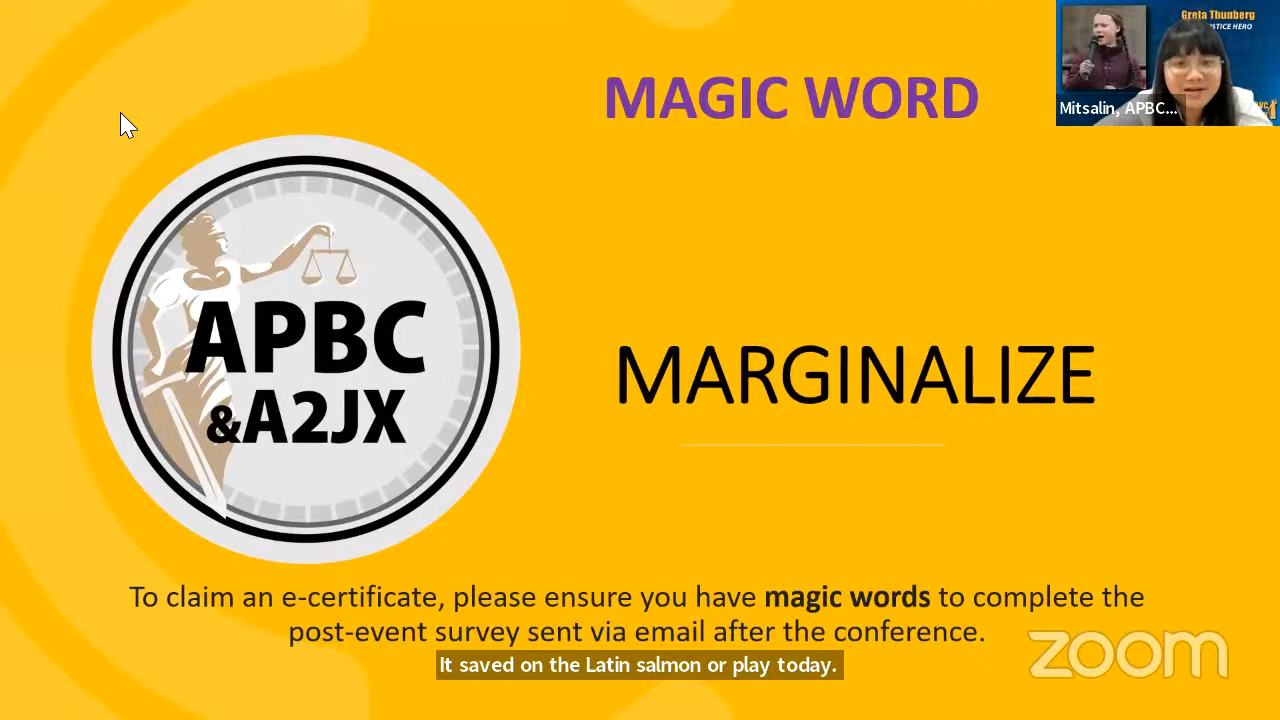 Greta Thunberg
STICE HERO
Mitsalin, APBC...
MAGIC WORD
APBC
&A2JX
MARGINALIZE
To claim an e-certificate, please ensure you have magic words to complete the
post-event survey sent via email after the conference.
It saved on the Latin salmon or play today.
zoom